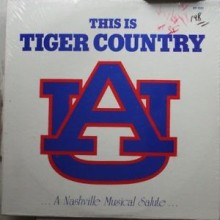 THIS IS
TIGER COUNTRY
AU
...A Nashville Musical Salute...